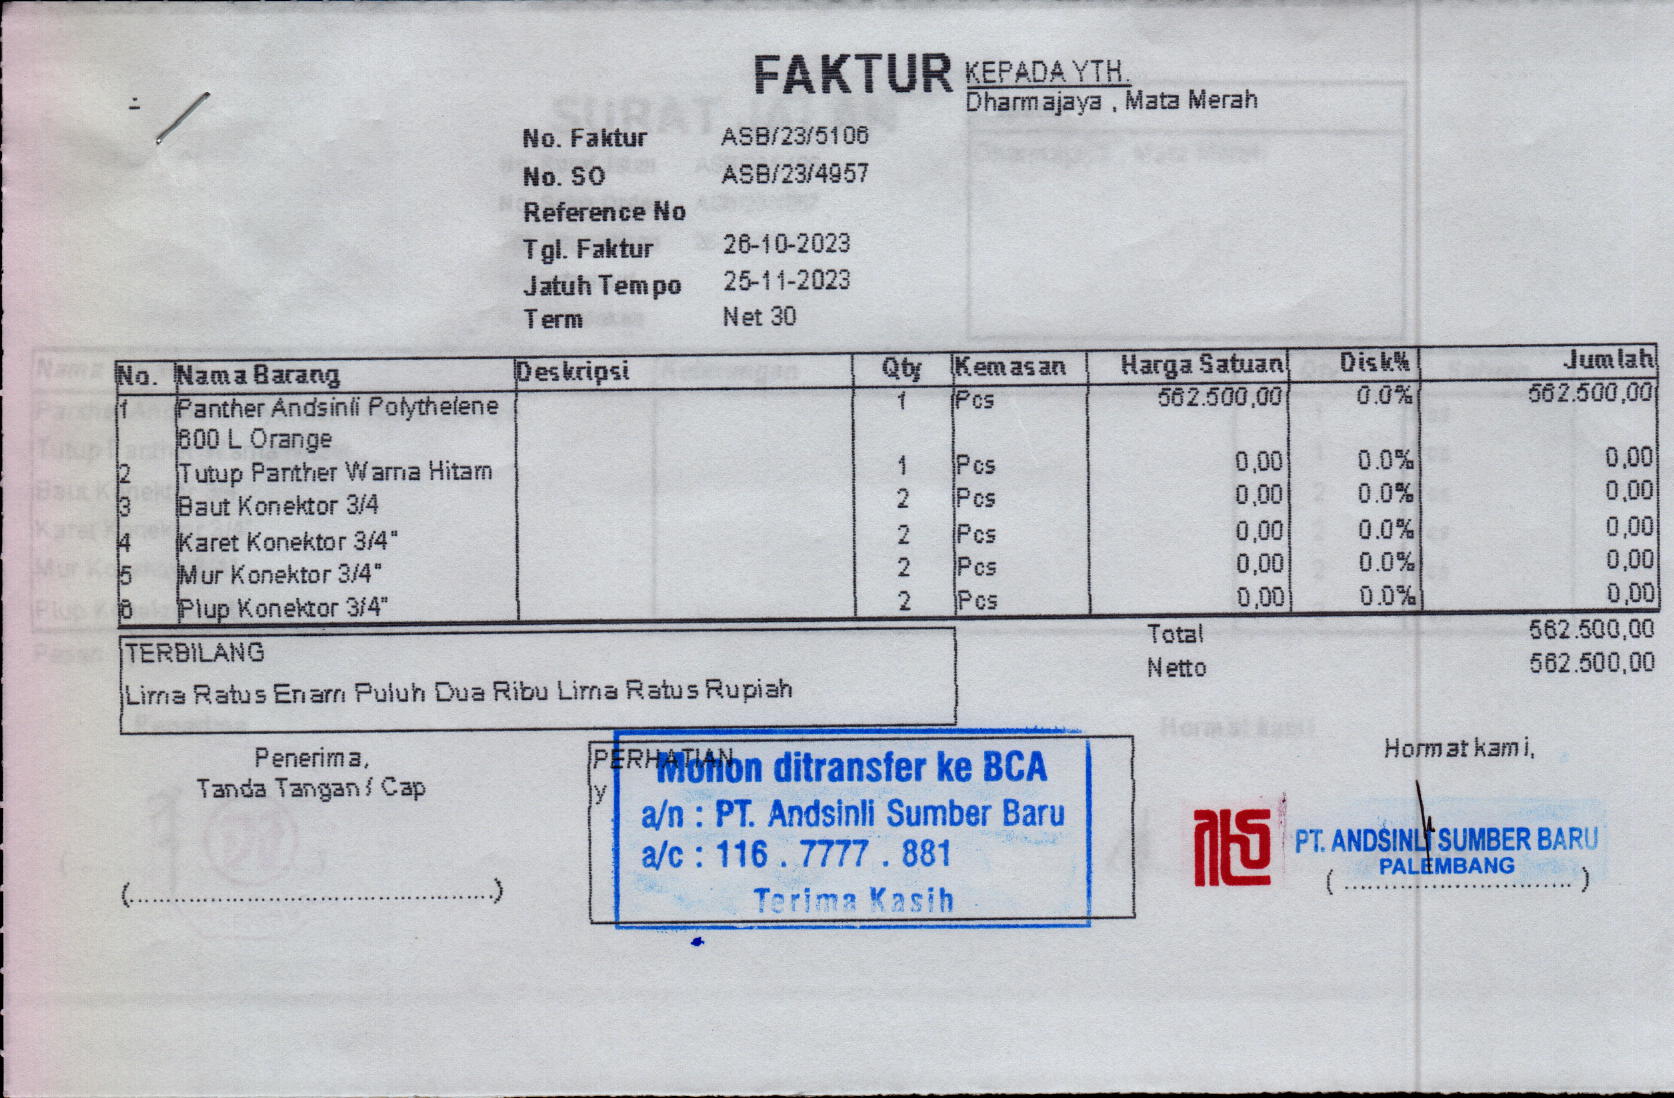 FAKTUR
KEPADA YTH.
Dharmajaya , Mata Merah
No. Faktur ASB/23/5106
No. SO ASB/23/4957
Reference No
Tgl. Faktur 26-10-2023
Jatuh Tempo 25-11-2023
Term Net 30
No. Nama Barang Deskripsi Qty Kemasan Harga Satuan Disk% Jumlah
1 Panther Andsinli Polythelene 1 Pcs 562.500,00 0.0% 562.500,00
600 L Orange
2 Tutup Panther Warna Hitam 1 Pcs 0,00 0.0% 0,00
3 Baut Konektor 3/4 2 Pcs 0,00 0.0% 0,00
4 Karet Konektor 3/4" 2 Pcs 0,00 0.0% 0,00
5 Mur Konektor 3/4" 2 Pcs 0,00 0.0% 0,00
6 Plup Konektor 3/4" 2 Pcs 0,00 0.0% 0,00
Total 562.500,00
Netto 562.500,00
TERBILANG
Lima Ratus Enam Puluh Dua Ribu Lima Ratus Rupiah
Penerima,
Tanda Tangan / Cap
(..................................................)
PERHATIAN
y
Mohon ditransfer ke BCA
a/n : PT. Andsinli Sumber Baru
a/c : 116 . 7777 . 881
Terima Kasih
Hormat kami,
PT. ANDSINLI SUMBER BARU
PALEMBANG
( ................................ )